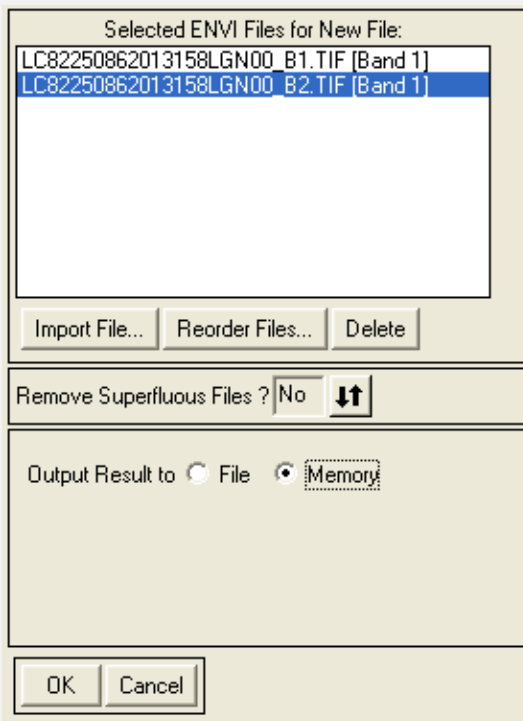 Selected ENVI Files for New File:
LC82250862013158LGN00_B1.TIF [Band 1]
LC82250862013158LGN00_B2.TIF [Band 1]
Import File... Reorder Files... Delete
Remove Superfluous Files ? No
Output Result to File Memory
OK Cancel